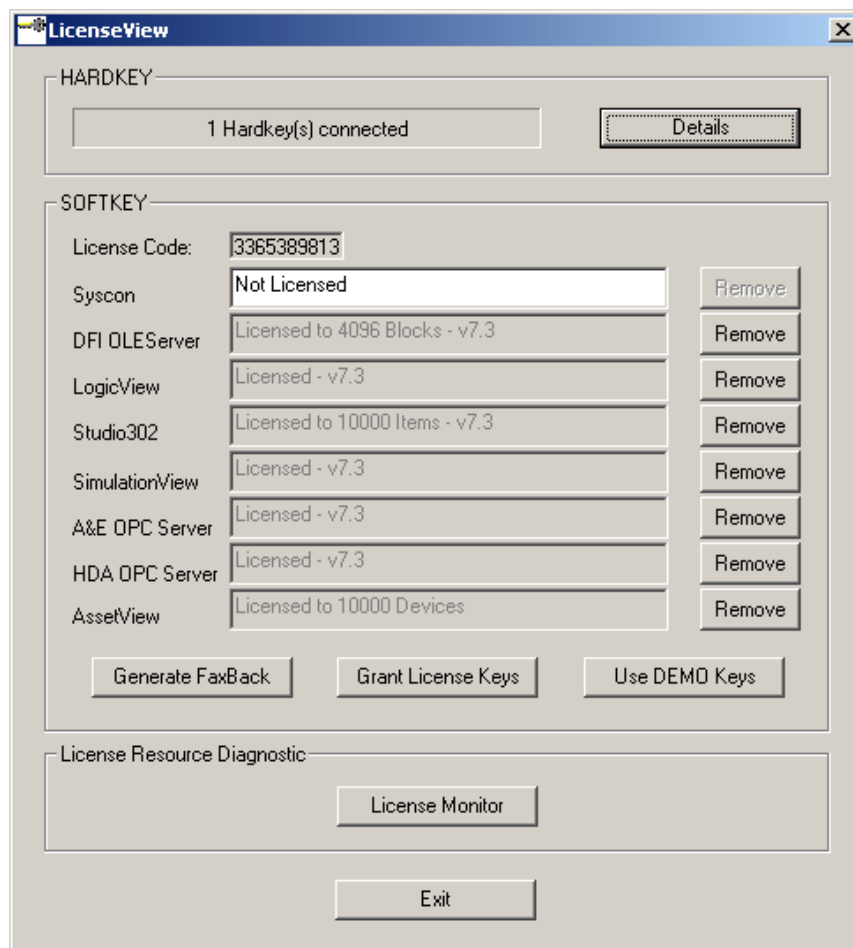 LicenseView
HARDKEY
1 Hardkey(s) connected Details
SOFTKEY
License Code: 3365389813
Syscon Not Licensed Remove
DFI OLEServer Licensed to 4096 Blocks - v7.3 Remove
LogicView Licensed - v7.3 Remove
Studio302 Licensed to 10000 Items - v7.3 Remove
SimulationView Licensed - v7.3 Remove
A&E OPC Server Licensed - v7.3 Remove
HDA OPC Server Licensed - v7.3 Remove
AssetView Licensed to 10000 Devices Remove
Generate FaxBack Grant License Keys Use DEMO Keys
License Resource Diagnostic
License Monitor
Exit